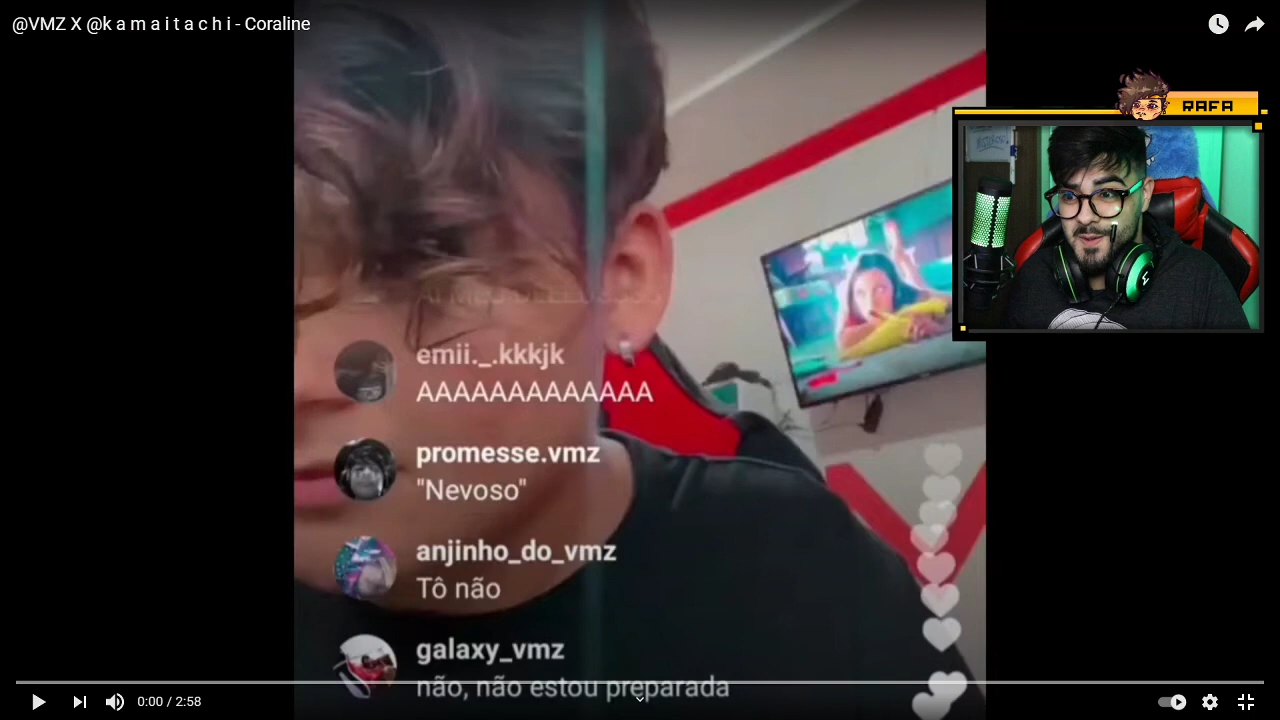 @VMZ X @k a m a i t a c h i - Coraline
RAFA
emii._.kkkjk
AAAAAAAAAAAAA
promesse.vmz
"Nevoso"
anjinho_do_vmz
Tô não
galaxy_vmz
não, não estou preparada
0:00 / 2:58